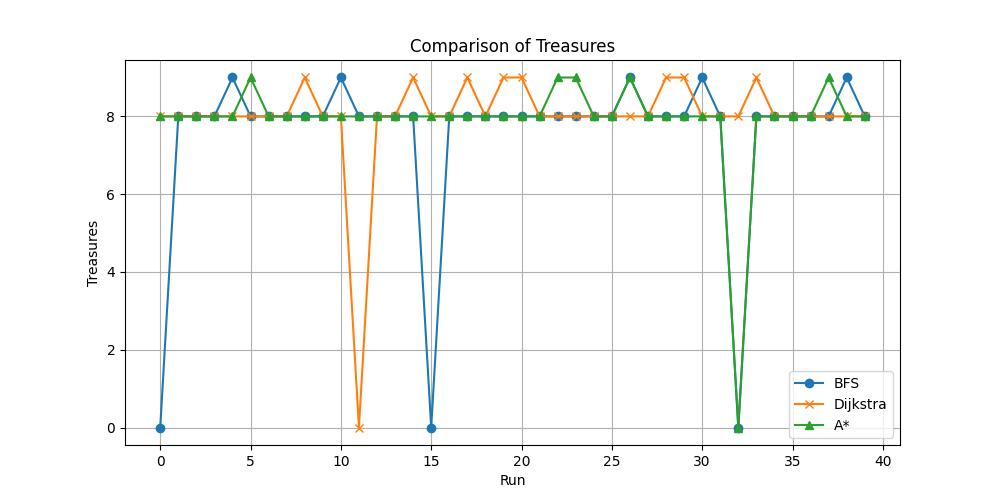 Comparison of Treasures
Treasures
8
6
4
2
0
0 5 10 15 20 25 30 35 40
Run
BFS
Dijkstra
A*